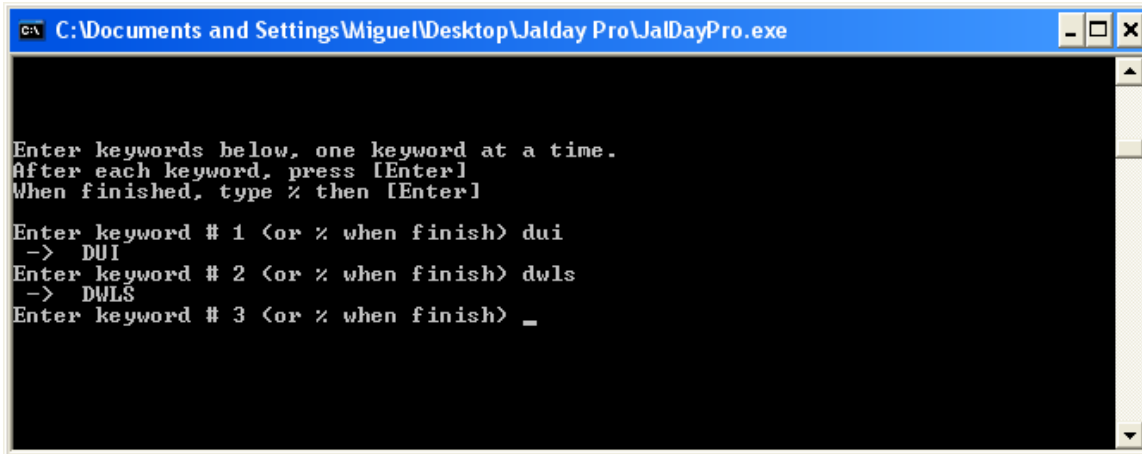 C:\Documents and Settings\Miguel\Desktop\Jalday Pro\JalDayPro.exe
Enter keywords below, one keyword at a time.
After each keyword, press [Enter]
When finished, type % then [Enter]
Enter keyword # 1 (or % when finish) dui
-> DUI
Enter keyword # 2 (or % when finish) dwls
-> DWLS
Enter keyword # 3 (or % when finish) _